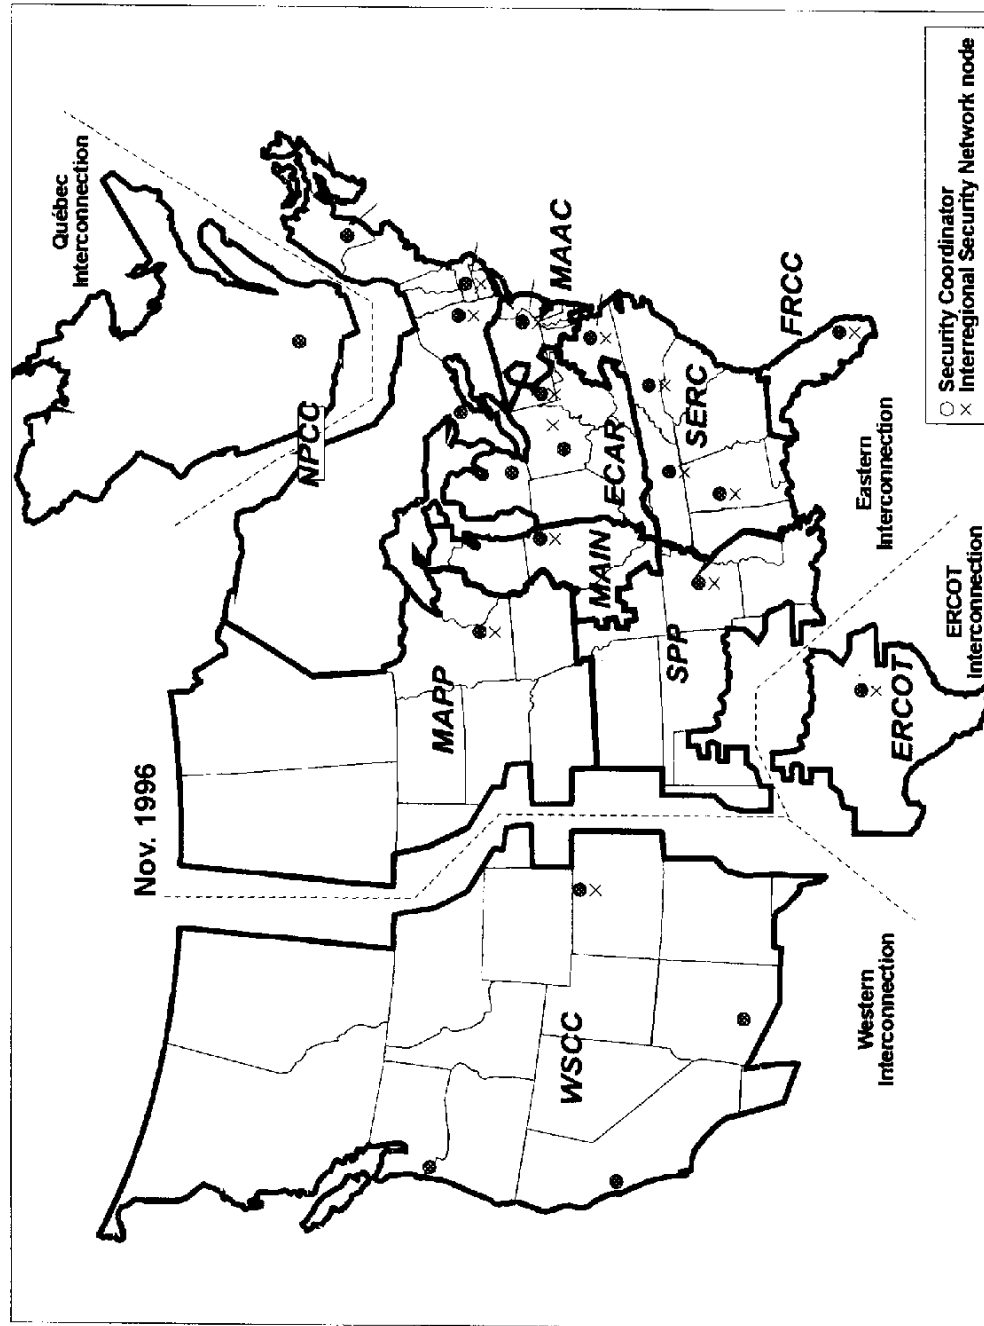 Nov. 1996
Québec
Interconnection
NPCC
MAPP
MAAC
WSCC
MAIN
ECAR
SERC
SPP
FRCC
ERCOT
Western
Interconnection
ERCOT
Interconnection
Eastern
Interconnection
Security Coordinator
Interregional Security Network node